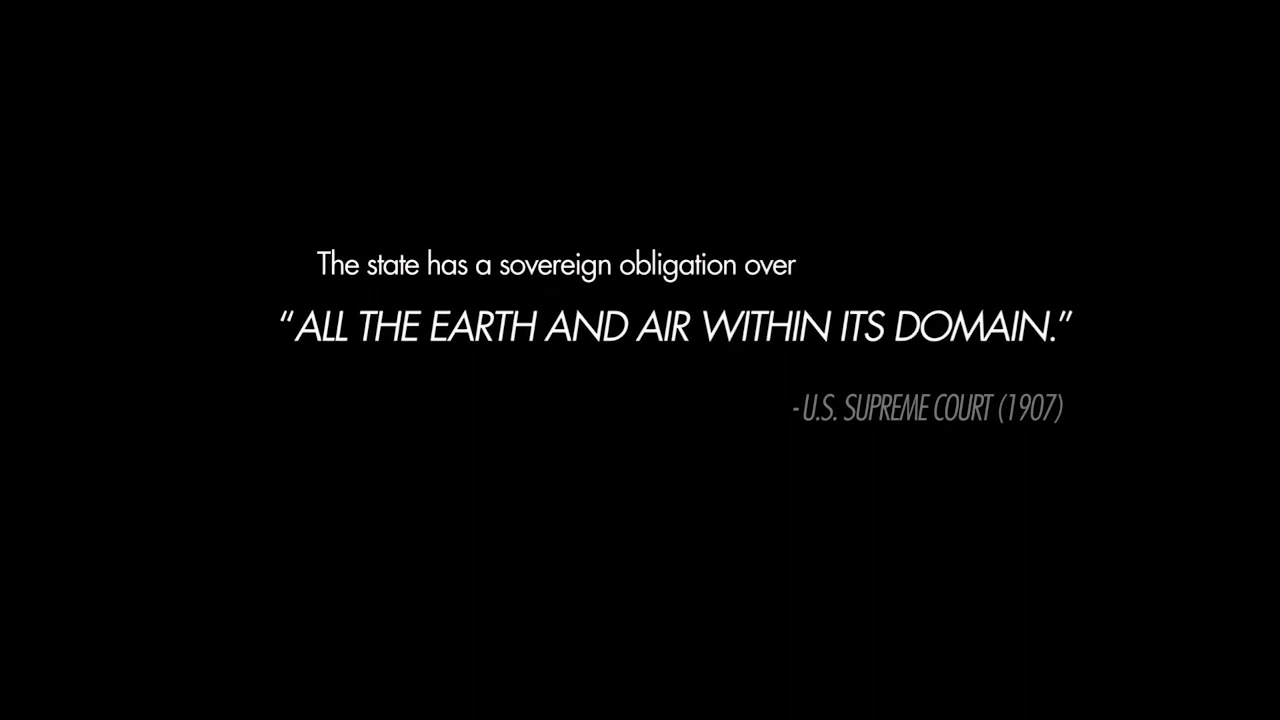 The state has a sovereign obligation over
“ALL THE EARTH AND AIR WITHIN ITS DOMAIN.”
- U.S. SUPREME COURT (1907)